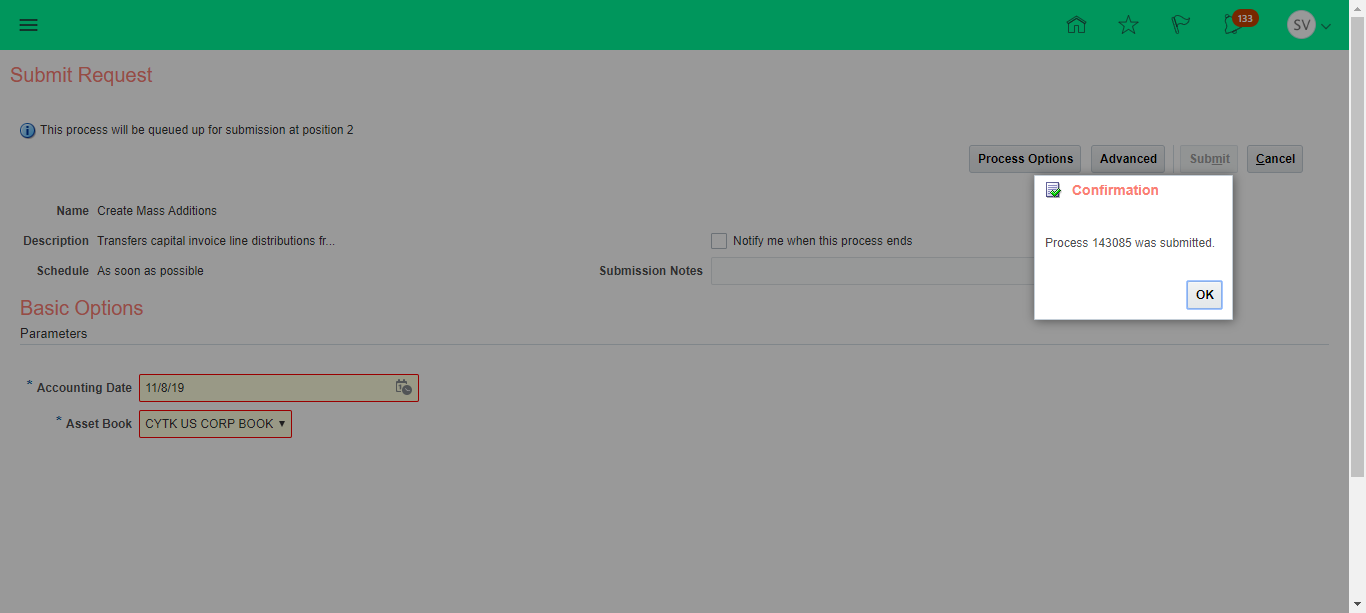 133
SV
Submit Request
This process will be queued up for submission at position 2
Process Options Advanced Submit Cancel
Confirmation
Process 143085 was submitted.
OK
Name Create Mass Additions
Description Transfers capital invoice line distributions fr...
Notify me when this process ends
Schedule As soon as possible
Submission Notes
Basic Options
Parameters
* Accounting Date 11/8/19
* Asset Book CYTK US CORP BOOK